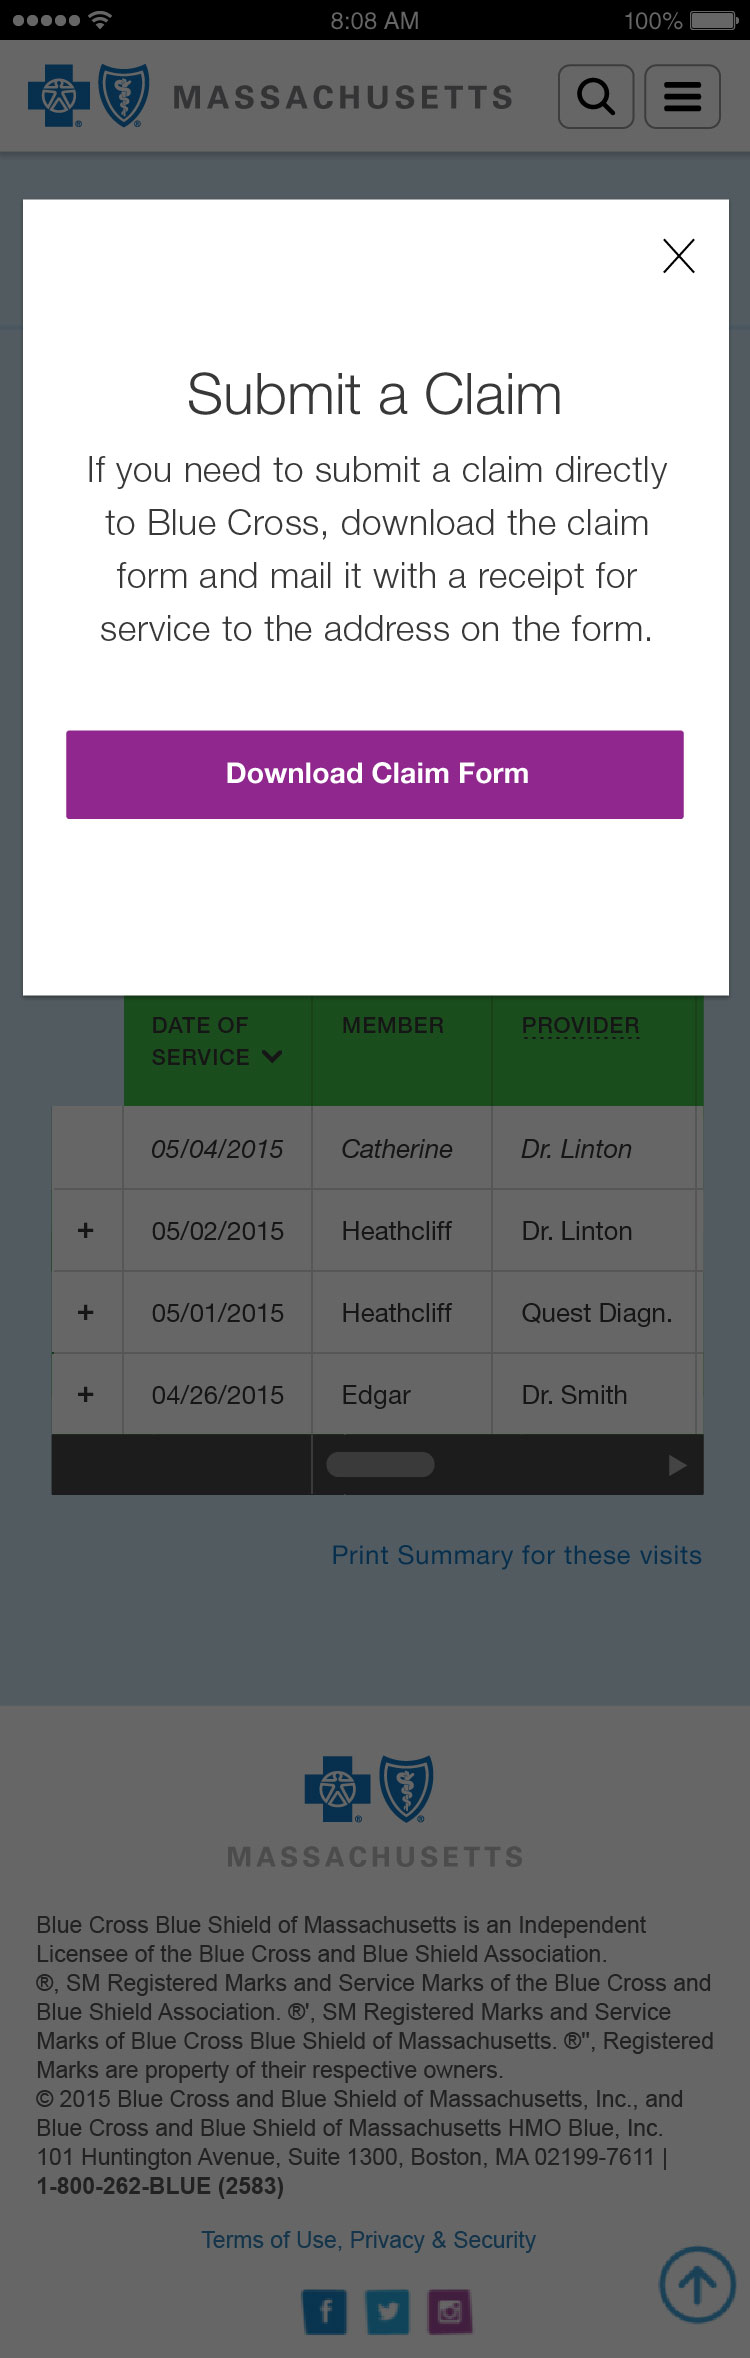 8:08 AM 100%
MASSACHUSETTS
Submit a Claim
If you need to submit a claim directly
to Blue Cross, download the claim
form and mail it with a receipt for
service to the address on the form.
Download Claim Form
DATE OF SERVICE MEMBER PROVIDER
05/04/2015 Catherine Dr. Linton
+ 05/02/2015 Heathcliff Dr. Linton
+ 05/01/2015 Heathcliff Quest Diagn.
+ 04/26/2015 Edgar Dr. Smith
Print Summary for these visits
MASSACHUSETTS
Blue Cross Blue Shield of Massachusetts is an Independent
Licensee of the Blue Cross and Blue Shield Association.
®, SM Registered Marks and Service Marks of the Blue Cross and
Blue Shield Association. ®', SM Registered Marks and Service
Marks of Blue Cross Blue Shield of Massachusetts. ®", Registered
Marks are property of their respective owners.
© 2015 Blue Cross and Blue Shield of Massachusetts, Inc., and
Blue Cross and Blue Shield of Massachusetts HMO Blue, Inc.
101 Huntington Avenue, Suite 1300, Boston, MA 02199-7611 |
1-800-262-BLUE (2583)
Terms of Use, Privacy & Security